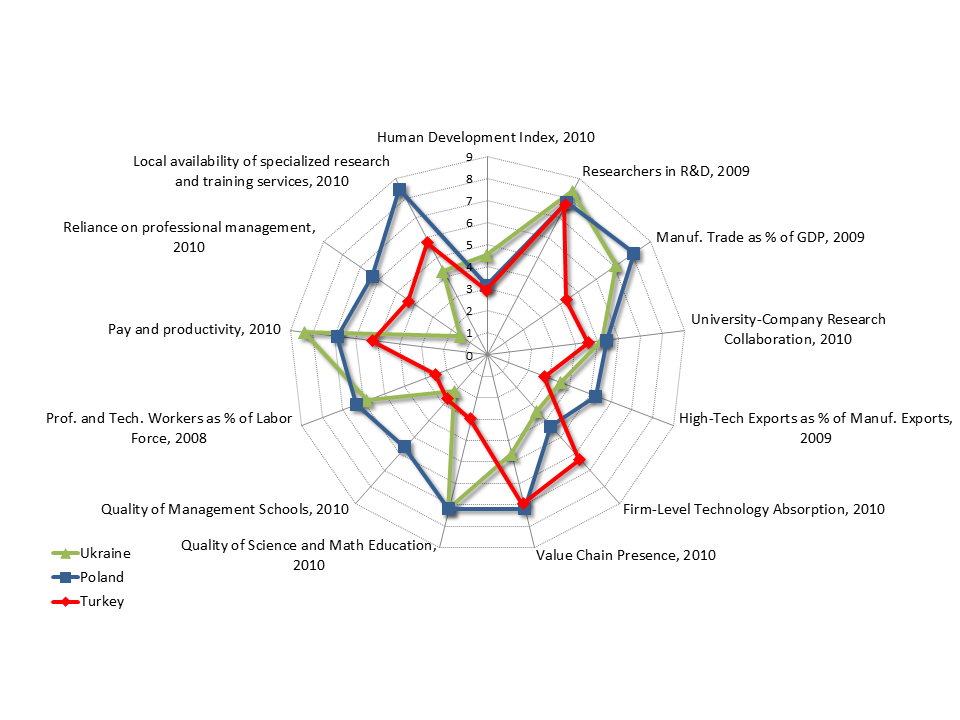 Human Development Index, 2010
Local availability of specialized research
and training services, 2010
Researchers in R&D, 2009
Reliance on professional management,
2010
Manuf. Trade as % of GDP, 2009
Pay and productivity, 2010
University-Company Research
Collaboration, 2010
Prof. and Tech. Workers as % of Labor
Force, 2008
High-Tech Exports as % of Manuf. Exports,
2009
Quality of Management Schools, 2010
Firm-Level Technology Absorption, 2010
Quality of Science and Math Education,
2010
Value Chain Presence, 2010
9
8
7
6
5
4
3
2
1
0
Ukraine
Poland
Turkey